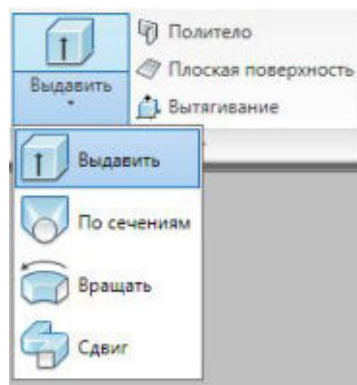 Выдавить
Политело
Плоская поверхность
Вытягивание
Выдавить
По сечениям
Вращать
Сдвиг